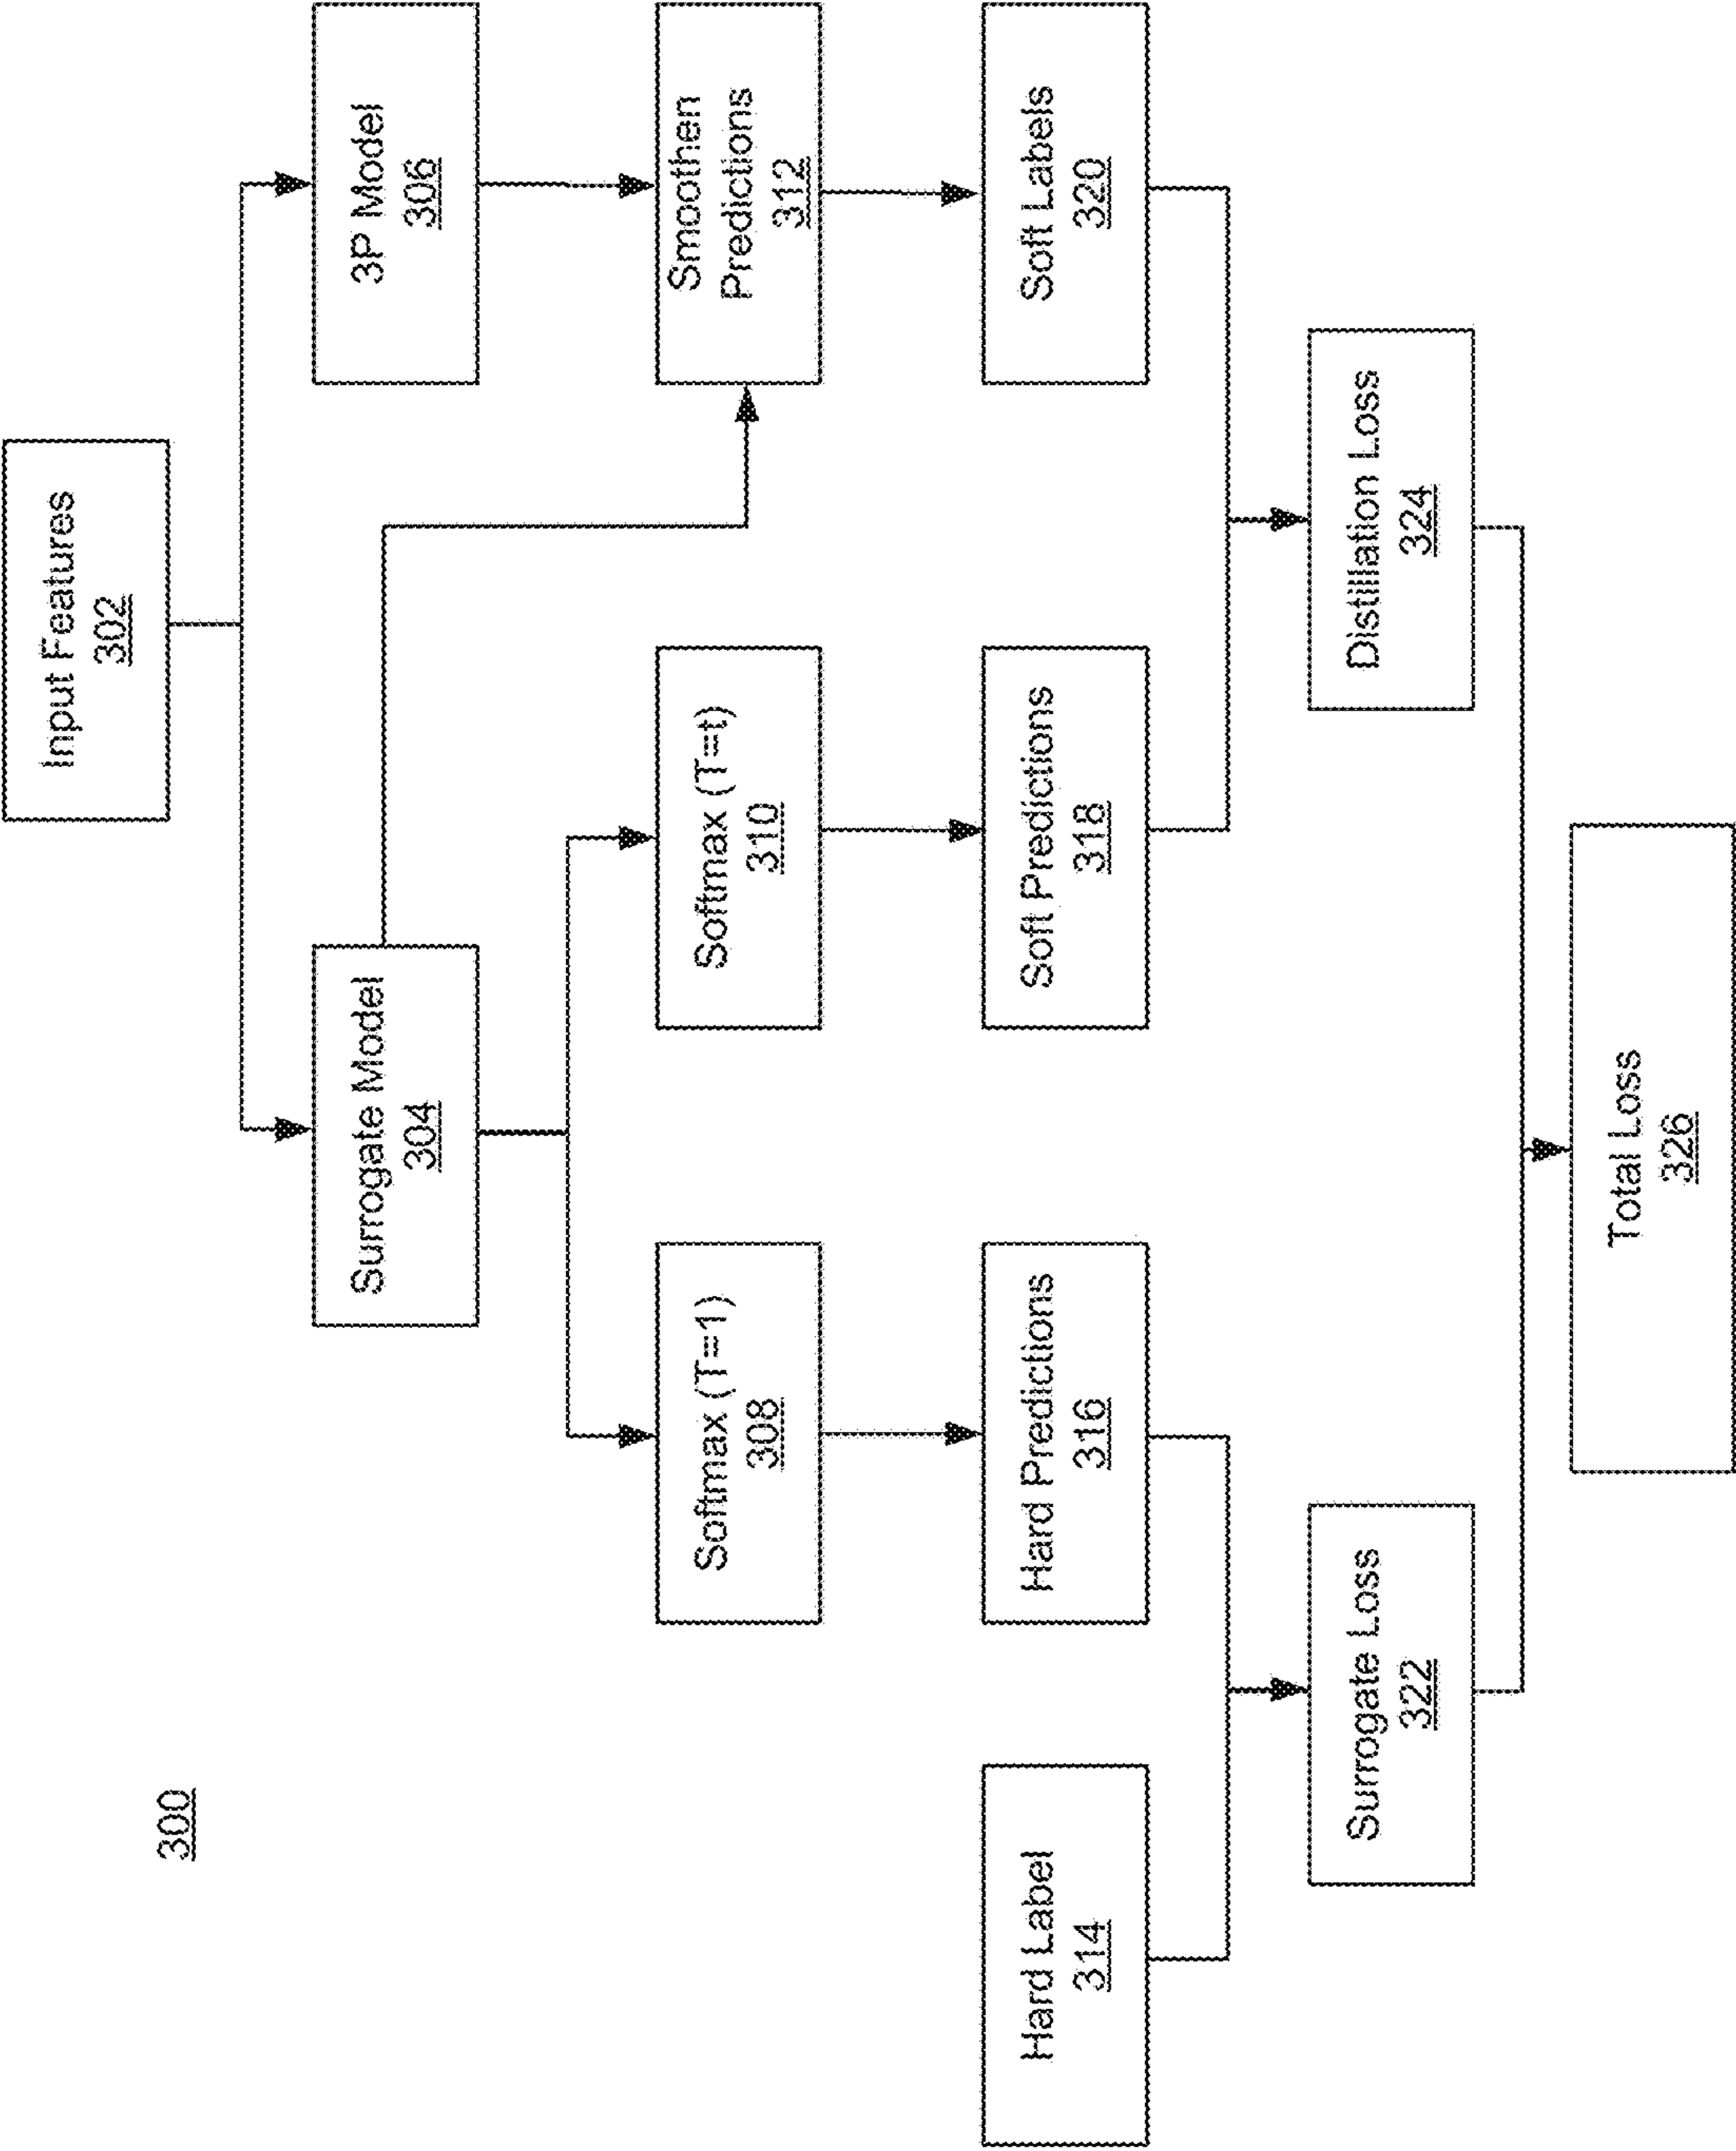 300
Input Features
302
Surrogate Model
304
3P Model
306
Softmax (T=1)
308
Softmax (T=t)
310
Smoothen
Predictions
312
Hard Label
314
Hard Predictions
316
Soft Predictions
318
Soft Labels
320
Surrogate Loss
322
Distillation Loss
324
Total Loss
326